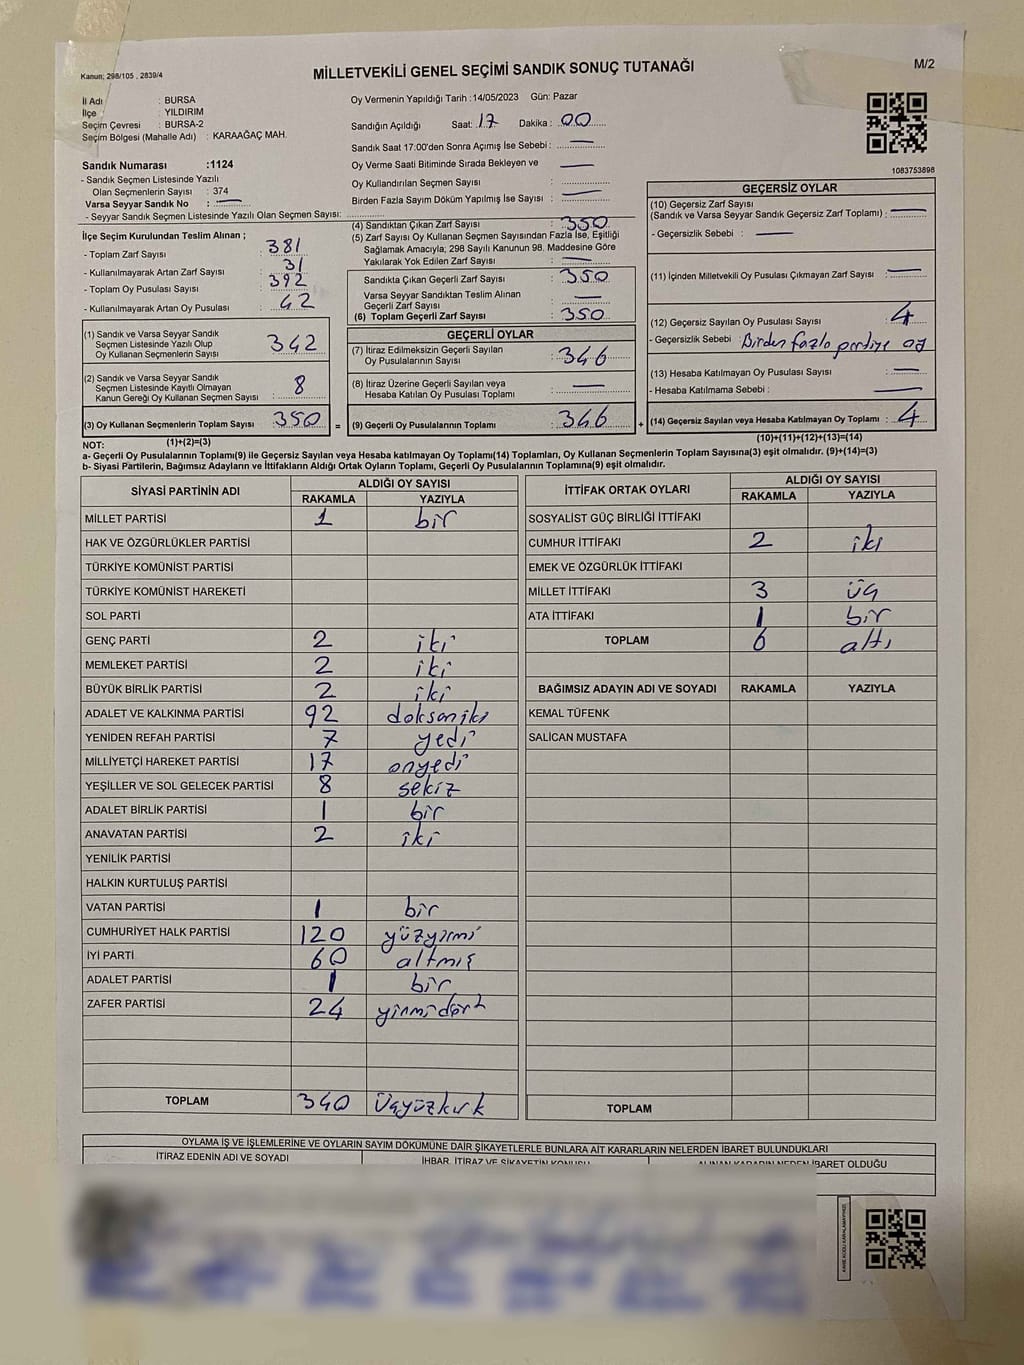 Kanun; 298/105 , 2839/4
MİLLETVEKİLİ GENEL SEÇİMİ SANDIK SONUÇ TUTANAĞI
M/2
İl Adı : BURSA
İlçe : YILDIRIM
Seçim Çevresi : BURSA-2
Seçim Bölgesi (Mahalle Adı) : KARAAĞAÇ MAH.
Sandık Numarası :1124
- Sandık Seçmen Listesinde Yazılı
Olan Seçmenlerin Sayısı : 374
Varsa Seyyar Sandık No : —
- Seyyar Sandık Seçmen Listesinde Yazılı Olan Seçmen Sayısı:
Oy Vermenin Yapıldığı Tarih :14/05/2023 Gün: Pazar
Sandığın Açıldığı Saat: 17 Dakika : 00
Sandık Saat 17:00'den Sonra Açımış İse Sebebi : —
Oy Verme Saati Bitiminde Sırada Bekleyen ve —
Oy Kullandırılan Seçmen Sayısı :
Birden Fazla Sayım Döküm Yapılmış İse Sayısı : —
1083753898
İlçe Seçim Kurulundan Teslim Alınan ;
- Toplam Zarf Sayısı : 381
- Kullanılmayarak Artan Zarf Sayısı : 31
- Toplam Oy Pusulası Sayısı : 392
- Kullanılmayarak Artan Oy Pusulası : 42
(1) Sandık ve Varsa Seyyar Sandık
Seçmen Listesinde Yazılı Olup
Oy Kullanan Seçmenlerin Sayısı : 342
(2) Sandık ve Varsa Seyyar Sandık
Seçmen Listesinde Kayıtlı Olmayan
Kanun Gereği Oy Kullanan Seçmen Sayısı : 8
(3) Oy Kullanan Seçmenlerin Toplam Sayısı : 350 =
(1)+(2)=(3)
(4) Sandıktan Çıkan Zarf Sayısı : 350
(5) Zarf Sayısı Oy Kullanan Seçmen Sayısından Fazla İse, Eşitliği
Sağlamak Amacıyla; 298 Sayılı Kanunun 98. Maddesine Göre
Yakılarak Yok Edilen Zarf Sayısı : —
Sandıkta Çıkan Geçerli Zarf Sayısı : 350
Varsa Seyyar Sandıktan Teslim Alınan
Geçerli Zarf Sayısı : —
(6) Toplam Geçerli Zarf Sayısı : 350
GEÇERLİ OYLAR
(7) İtiraz Edilmeksizin Geçerli Sayılan
Oy Pusulalarının Sayısı : 346
(8) İtiraz Üzerine Geçerli Sayılan veya
Hesaba Katılan Oy Pusulası Toplamı : —
(9) Geçerli Oy Pusulalarının Toplamı : 346 +
GEÇERSİZ OYLAR
(10) Geçersiz Zarf Sayısı
(Sandık ve Varsa Seyyar Sandık Geçersiz Zarf Toplamı) : —
- Geçersizlik Sebebi : —
(11) İçinden Milletvekili Oy Pusulası Çıkmayan Zarf Sayısı : —
(12) Geçersiz Sayılan Oy Pusulası Sayısı : 4
- Geçersizlik Sebebi : Birden fazla partiye oy
(13) Hesaba Katılmayan Oy Pusulası Sayısı : —
- Hesaba Katılmama Sebebi : —
(14) Geçersiz Sayılan veya Hesaba Katılmayan Oy Toplamı : 4
(10)+(11)+(12)+(13)=(14)
NOT:
a- Geçerli Oy Pusulalarının Toplamı(9) ile Geçersiz Sayılan veya Hesaba katılmayan Oy Toplamı(14) Toplamları, Oy Kullanan Seçmenlerin Toplam Sayısına(3) eşit olmalıdır. (9)+(14)=(3)
b- Siyasi Partilerin, Bağımsız Adayların ve İttifakların Aldığı Ortak Oyların Toplamı, Geçerli Oy Pusulalarının Toplamına(9) eşit olmalıdır.
SİYASİ PARTİNİN ADI
ALDIĞI OY SAYISI
RAKAMLA YAZIYLA
MİLLET PARTİSİ 1 bir
HAK VE ÖZGÜRLÜKLER PARTİSİ
TÜRKİYE KOMÜNİST PARTİSİ
TÜRKİYE KOMÜNİST HAREKETİ
SOL PARTİ
GENÇ PARTİ 2 iki
MEMLEKET PARTİSİ 2 iki
BÜYÜK BİRLİK PARTİSİ 2 iki
ADALET VE KALKINMA PARTİSİ 92 doksaniki
YENİDEN REFAH PARTİSİ 7 yedi
MİLLİYETÇİ HAREKET PARTİSİ 17 onyedi
YEŞİLLER VE SOL GELECEK PARTİSİ 8 sekiz
ADALET BİRLİK PARTİSİ 1 bir
ANAVATAN PARTİSİ 2 iki
YENİLİK PARTİSİ
HALKIN KURTULUŞ PARTİSİ
VATAN PARTİSİ 1 bir
CUMHURİYET HALK PARTİSİ 120 yüzyirmi
İYİ PARTİ 60 altmış
ADALET PARTİSİ 1 bir
ZAFER PARTİSİ 24 yirmidört
TOPLAM 340 üçyüzkırk
İTTİFAK ORTAK OYLARI
ALDIĞI OY SAYISI
RAKAMLA YAZIYLA
SOSYALİST GÜÇ BİRLİĞİ İTTİFAKI
CUMHUR İTTİFAKI 2 iki
EMEK VE ÖZGÜRLÜK İTTİFAKI
MİLLET İTTİFAKI 3 üç
ATA İTTİFAKI 1 bir
TOPLAM 6 altı
BAĞIMSIZ ADAYIN ADI VE SOYADI RAKAMLA YAZIYLA
KEMAL TÜFENK
SALİCAN MUSTAFA
TOPLAM
OYLAMA İŞ VE İŞLEMLERİNE VE OYLARIN SAYIM DÖKÜMÜNE DAİR ŞİKAYETLERLE BUNLARA AİT KARARLARIN NELERDEN İBARET BULUNDUKLARI
İTİRAZ EDENİN ADI VE SOYADI
İHBAR, İTİRAZ VE ŞİKAYETİN KONUSU
ALINAN KARARIN NEDEN İBARET OLDUĞU